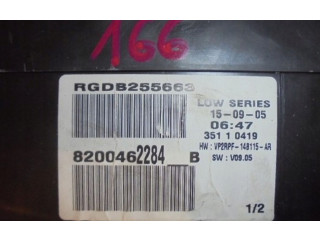 166
RGDB255663
LOW SERIES
15-09-05
06:47
351 1 0419
HW: VP2RPF-14B115-AR
SW: V09.05
8200462284 B
1/2